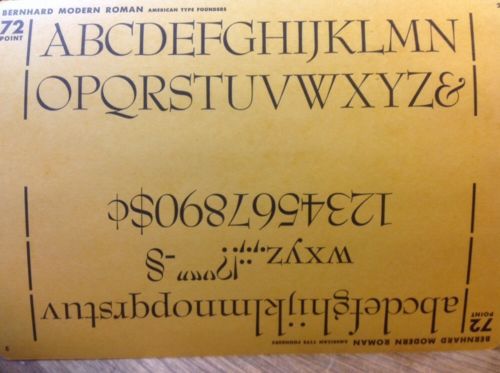 BERNHARD MODERN ROMAN AMERICAN TYPE FOUNDERS
72
POINT
ABCDEFGHIJKLMN
OPQRSTUVWXYZ&
BERNHARD MODERN ROMAN AMERICAN TYPE FOUNDERS
72
POINT
abcdefghijklmnopqrstuv
wxyz.,:;!?“”-§
1234567890$¢